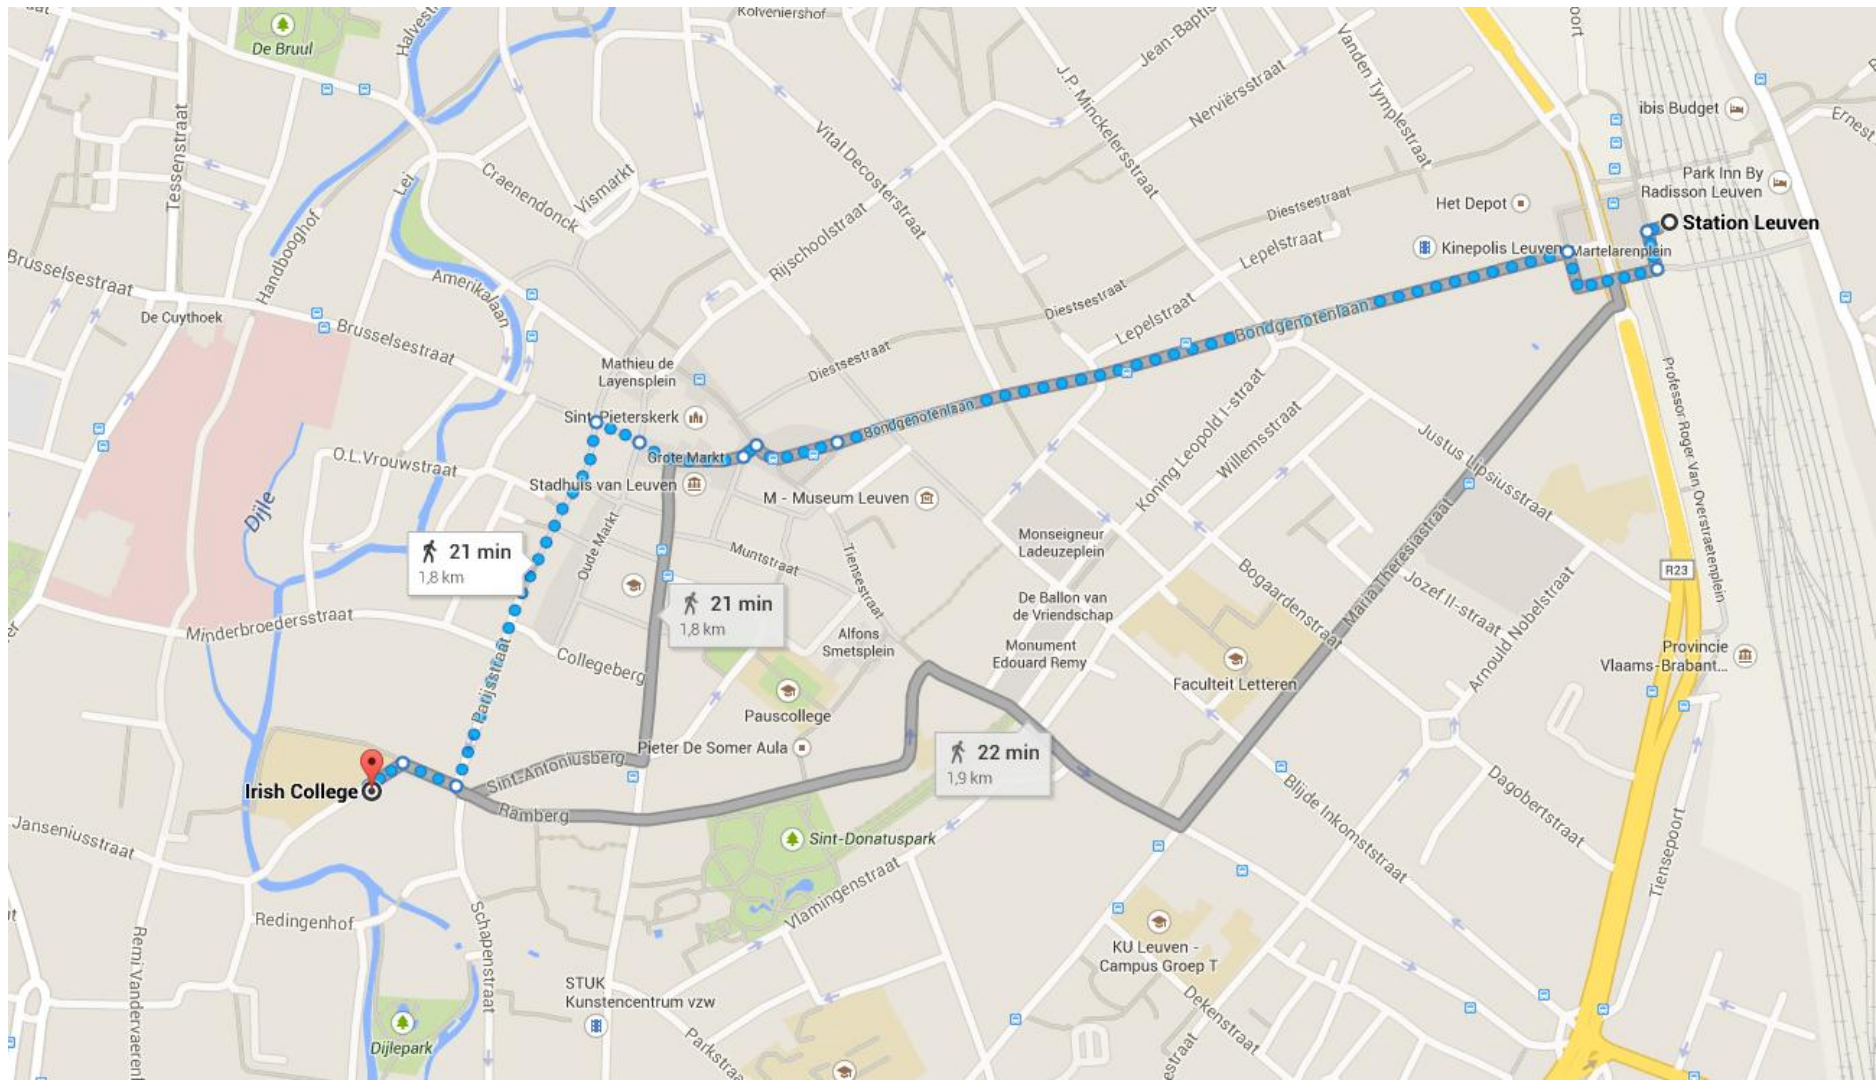 Kolveniershof
De Bruul
Jean-Baptis
Halvest
J.P. Minckelersstraat
Vanden Tymplestraat
ibis Budget
Ernest
Nerviërsstraat
Tessenstraat
Vital Decosterstraat
Craenendonck
Vismarkt
Lei
Park Inn By
Radisson Leuven
Het Depot
Diestsestraat
Station Leuven
Rijschoolstraat
Lepelstraat
Kinepolis Leuven
Martelarenplein
Handbooghof
Brusselsestraat
Amerikalaan
Diestsestraat
Lepelstraat
De Cuythoek
Brusselsestraat
Bondgenotenlaan
Mathieu de
Layensplein
Diestsestraat
Professor Roger Van Overstraetenplein
Koning Leopold I-straat
Willemsstraat
Sint-Pieterskerk
Bondgenotenlaan
Justus Lipsiusstraat
O.L.Vrouwstraat
Grote Markt
Stadhuis van Leuven
M - Museum Leuven
Dijle
Oude Markt
Monseigneur
Ladeuzeplein
21 min
1,8 km
Muntstraat
Tiensestraat
Maria-Theresiastraat
R23
Bogaardenstraat
Jozef II-straat
Arnould Nobelstraat
21 min
1,8 km
De Ballon van
de Vriendschap
Minderbroedersstraat
Alfons
Smetsplein
Monument
Edouard Remy
Provincie
Vlaams-Brabant...
Collegeberg
Parijsstraat
Faculteit Letteren
Pauscollege
Pieter De Somer Aula
22 min
1,9 km
Sint-Antoniusberg
Irish College
Ramberg
Blijde Inkomststraat
Dagobertstraat
Janseniusstraat
Sint-Donatuspark
Tiensepoort
Vlamingenstraat
Redingenhof
Schapenstraat
Remi Vandervaeren
KU Leuven -
Campus Groep T
STUK
Kunstencentrum vzw
Dekenstraat
Dijlepark
Parkstraa
estraat